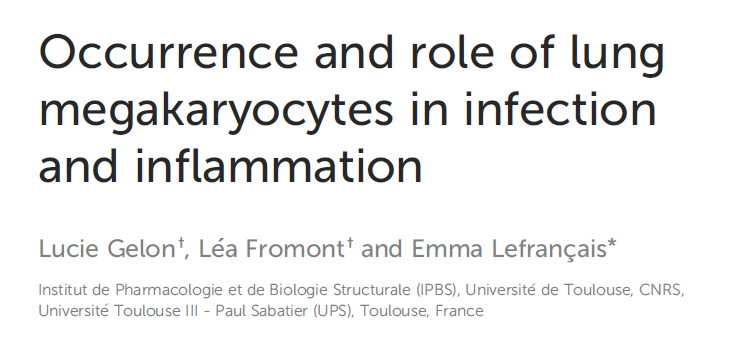 Occurrence and role of lung
megakaryocytes in infection
and inflammation
Lucie Gelon†, Léa Fromont† and Emma Lefrançais*
Institut de Pharmacologie et de Biologie Structurale (IPBS), Université de Toulouse, CNRS,
Université Toulouse III - Paul Sabatier (UPS), Toulouse, France